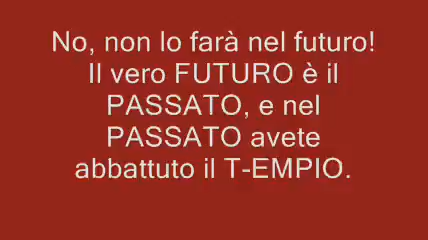 No, non lo farà nel futuro!
Il vero FUTURO è il
PASSATO, e nel
PASSATO avete
abbattuto il T-EMPIO.